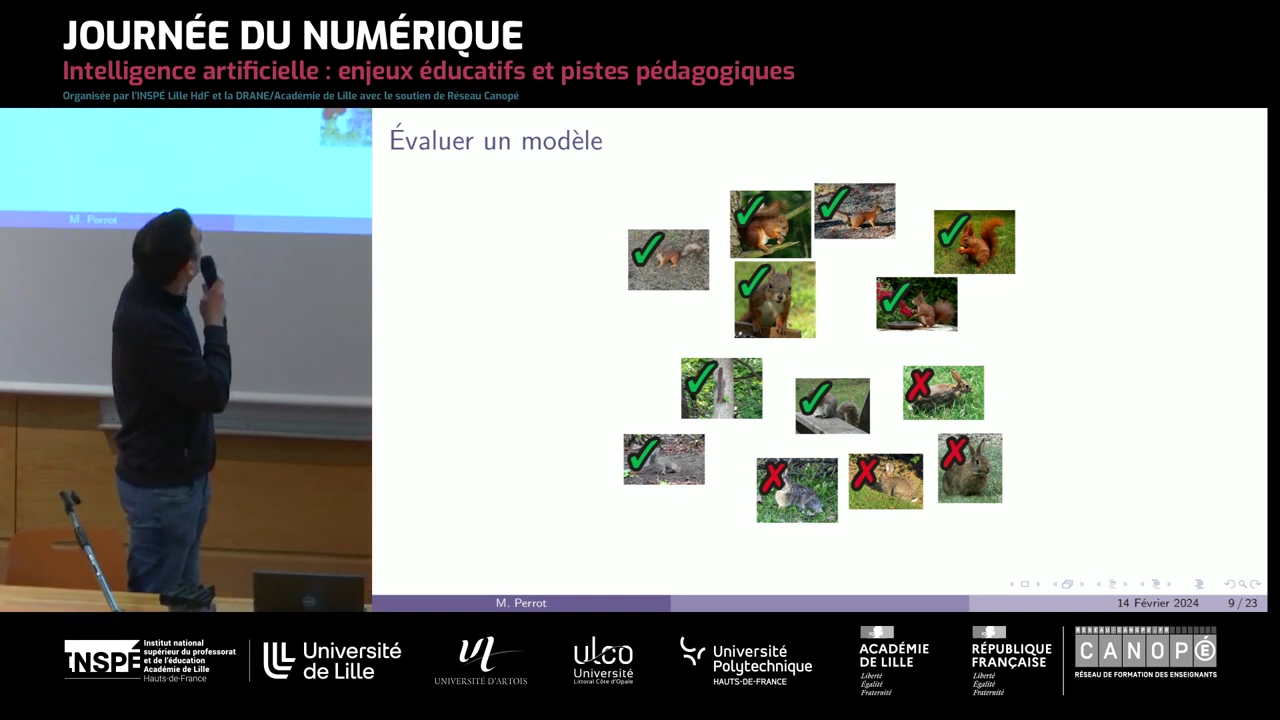 JOURNÉE DU NUMÉRIQUE
Intelligence artificielle : enjeux éducatifs et pistes pédagogiques
Organisée par l'INSPÉ Lille HdF et la DRANE/Académie de Lille avec le soutien de Réseau Canopé
M. Perrot
Évaluer un modèle
M. Perrot
14 Février 2024
9 / 23
INSPÉ
Institut national
supérieur du professorat
et de l'éducation
Académie de Lille
Hauts-de-France
Université
de Lille
UNIVERSITÉ D'ARTOIS
ulco
Université
Littoral Côte d'Opale
Université
Polytechnique
HAUTS-DE-FRANCE
ACADÉMIE
DE LILLE
Liberté
Égalité
Fraternité
RÉPUBLIQUE
FRANÇAISE
Liberté
Égalité
Fraternité
RESEAU-CANOPE.FR
CANOPÉ
RÉSEAU DE FORMATION DES ENSEIGNANTS